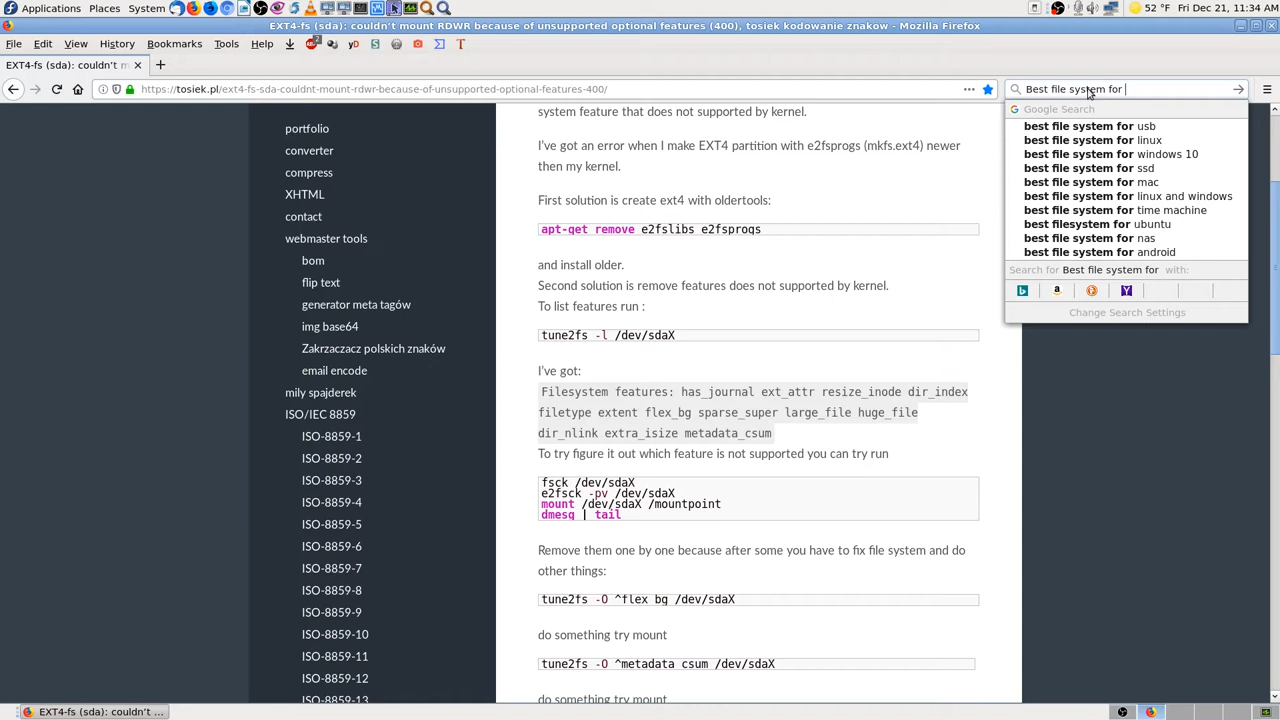 Applications Places System 52 °F Fri Dec 21, 11:34 AM
EXT4-fs (sda): couldn't mount RDWR because of unsupported optional features (400), tosiek kodowanie znakow - Mozilla Firefox
File Edit View History Bookmarks Tools Help
EXT4-fs (sda): couldn't m
https://tosiek.pl/ext4-fs-sda-couldnt-mount-rdwr-because-of-unsupported-optional-features-400/
Best file system for
Google Search
best file system for usb
best file system for linux
best file system for windows 10
best file system for ssd
best file system for mac
best file system for linux and windows
best file system for time machine
best filesystem for ubuntu
best file system for nas
best file system for android
Search for Best file system for with:
Change Search Settings
portfolio
converter
compress
XHTML
contact
webmaster tools
bom
flip text
generator meta tagów
img base64
Zakrzaczacz polskich znaków
email encode
mily spajderek
ISO/IEC 8859
ISO-8859-1
ISO-8859-2
ISO-8859-3
ISO-8859-4
ISO-8859-5
ISO-8859-6
ISO-8859-7
ISO-8859-8
ISO-8859-9
ISO-8859-10
ISO-8859-11
ISO-8859-12
ISO-8859-13
system feature that does not supported by kernel.
I've got an error when I make EXT4 partition with e2fsprogs (mkfs.ext4) newer
then my kernel.
First solution is create ext4 with oldertools:
apt-get remove e2fslibs e2fsprogs
and install older.
Second solution is remove features does not supported by kernel.
To list features run :
tune2fs -l /dev/sdaX
I've got:
Filesystem features: has_journal ext_attr resize_inode dir_index
filetype extent flex_bg sparse_super large_file huge_file
dir_nlink extra_isize metadata_csum
To try figure it out which feature is not supported you can try run
fsck /dev/sdaX
e2fsck -pv /dev/sdaX
mount /dev/sdaX /mountpoint
dmesg | tail
Remove them one by one because after some you have to fix file system and do
other things:
tune2fs -O ^flex_bg /dev/sdaX
do something try mount
tune2fs -O ^metadata_csum /dev/sdaX
do something try mount
EXT4-fs (sda): couldn't ...